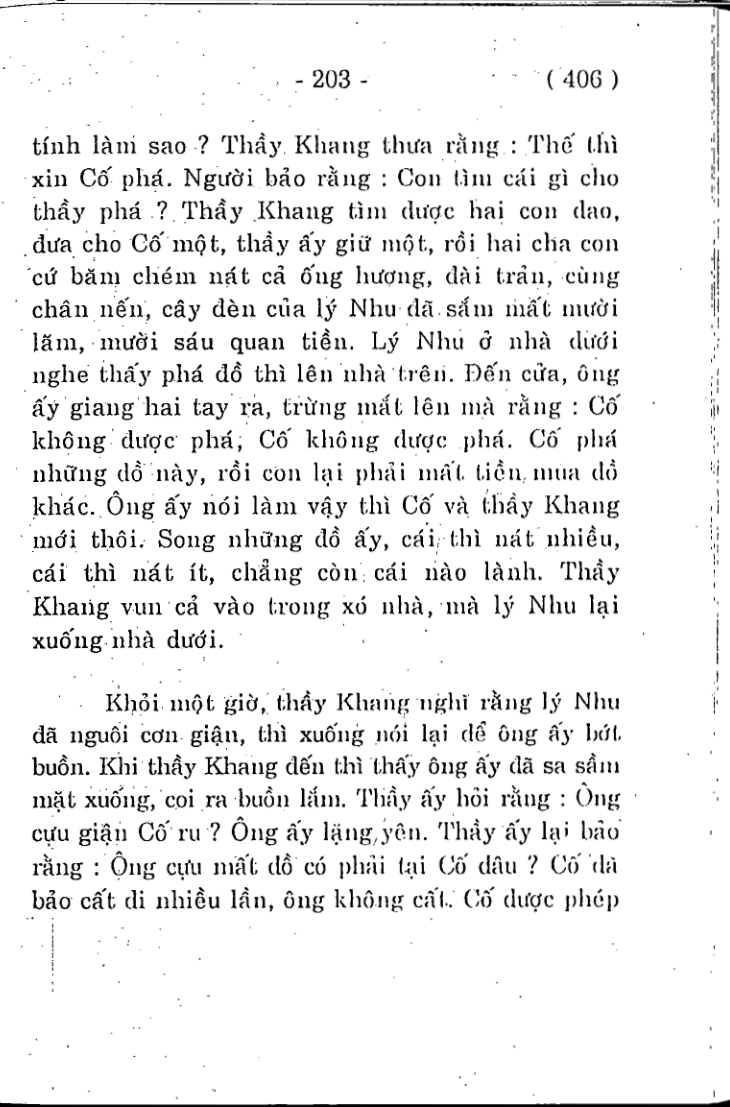 - 203 - ( 406 )
tính làm sao ? Thầy Khang thưa rằng : Thế thì
xin Cố phá. Người bảo rằng : Con tìm cái gì cho
thầy phá ? Thầy Khang tìm được hai con dao,
đưa cho Cố một, thầy ấy giữ một, rồi hai cha con
cứ băm chém nát cả ống hương, đài trản, cùng
chân nến, cây đèn của lý Nhu đã sắm mất mười
lăm, mười sáu quan tiền. Lý Nhu ở nhà dưới
nghe thấy phá đồ thì lên nhà trên. Đến cửa, ông
ấy giang hai tay ra, trừng mắt lên mà rằng : Cố
không được phá, Cố không được phá. Cố phá
những đồ này, rồi con lại phải mất tiền mua đồ
khác. Ông ấy nói làm vậy thì Cố và thầy Khang
mới thôi. Song những đồ ấy, cái thì nát nhiều,
cái thì nát ít, chẳng còn cái nào lành. Thầy
Khang vun cả vào trong xó nhà, mà lý Nhu lại
xuống nhà dưới.
Khỏi một giờ, thầy Khang nghĩ rằng lý Nhu
đã nguôi cơn giận, thì xuống nói lại để ông ấy bớt
buồn. Khi thầy Khang đến thì thấy ông ấy đã sa sầm
mặt xuống, coi ra buồn lắm. Thầy ấy hỏi rằng : Ông
cựu giận Cố ru ? Ông ấy lặng yên. Thầy ấy lại bảo
rằng : Ông cựu mất đồ có phải tại Cố đâu ? Cố đã
bảo cất đi nhiều lần, ông không cất. Cố được phép